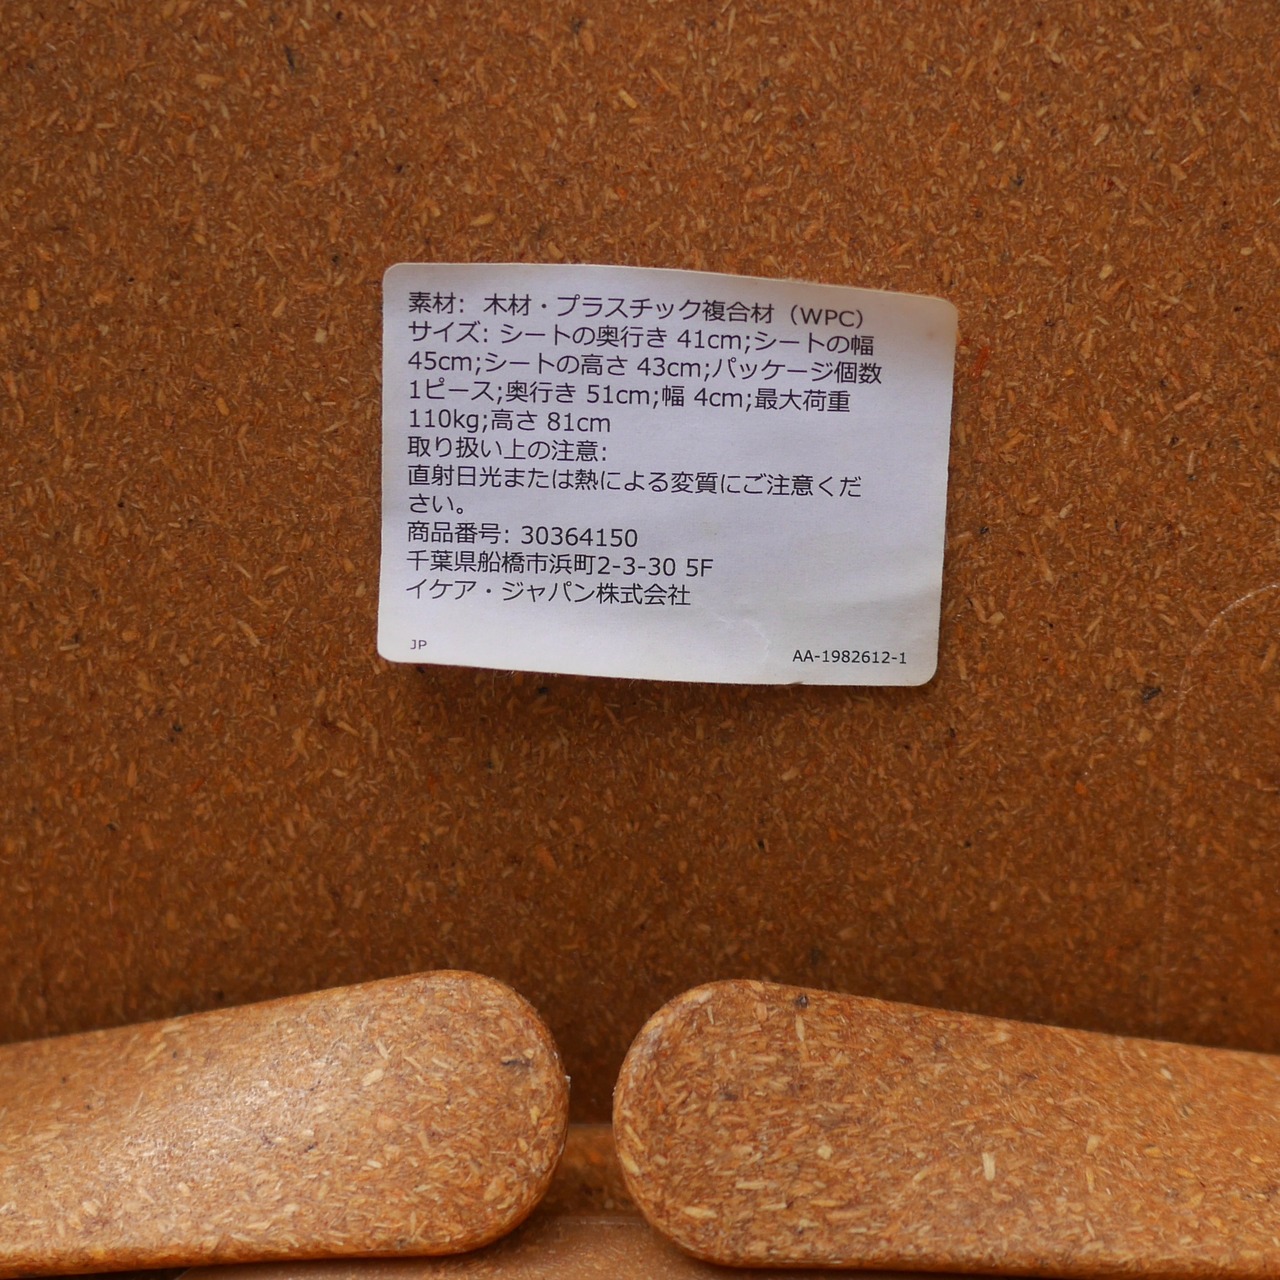 素材: 木材・プラスチック複合材（WPC）
サイズ: シートの奥行き 41cm;シートの幅
45cm;シートの高さ 43cm;パッケージ個数
1ピース;奥行き 51cm;幅 4cm;最大荷重
110kg;高さ 81cm
取り扱い上の注意:
直射日光または熱による変質にご注意くだ
さい。
商品番号: 30364150
千葉県船橋市浜町2-3-30 5F
イケア・ジャパン株式会社
JP
AA-1982612-1